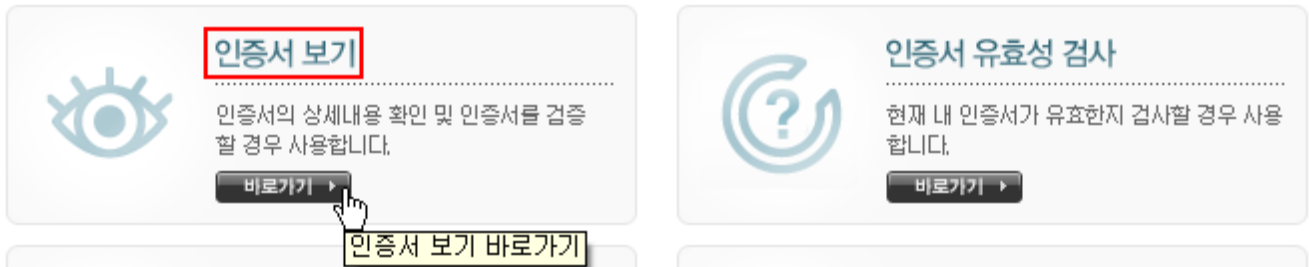 인증서 보기
인증서의 상세내용 확인 및 인증서를 검증
할 경우 사용합니다.
바로가기
인증서 보기 바로가기
인증서 유효성 검사
?
현재 내 인증서가 유효한지 검사할 경우 사용
합니다.
바로가기